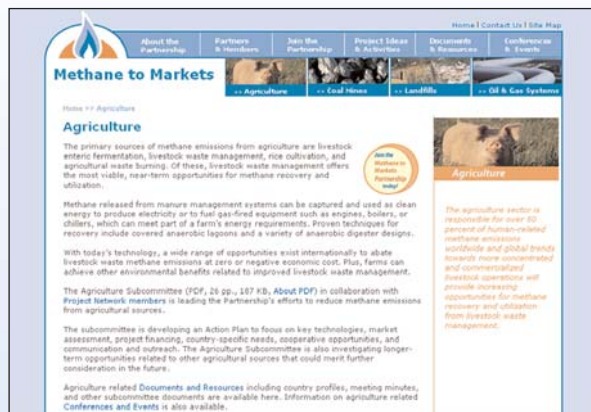 Home | Contact Us | Site Map
About the Partnership
Partners & Members
Join the Partnership
Project Ideas & Activities
Documents & Resources
Conferences & Events
Methane to Markets
>> Agriculture
>> Coal Mines
>> Landfills
>> Oil & Gas Systems
Home >> Agriculture
Agriculture
The primary sources of methane emissions from agriculture are livestock
enteric fermentation, livestock waste management, rice cultivation, and
agricultural waste burning. Of these, livestock waste management offers
the most viable, near-term opportunities for methane recovery and
utilization.
Join the
Methane to
Markets
Partnership
today!
Methane released from manure management systems can be captured and used as clean
energy to produce electricity or to fuel gas-fired equipment such as engines, boilers, or
chillers, which can meet part of a farm's energy requirements. Proven techniques for
recovery include covered anaerobic lagoons and a variety of anaerobic digester designs.
With today's technology, a wide range of opportunities exist internationally to abate
livestock waste methane emissions at zero or negative economic cost. Plus, farms can
achieve other environmental benefits related to improved livestock waste management.
The Agriculture Subcommittee (PDF, 26 pp., 187 KB, About PDF) in collaboration with
Project Network members is leading the Partnership's efforts to reduce methane emissions
from agricultural sources.
The subcommittee is developing an Action Plan to focus on key technologies, market
assessment, project financing, country-specific needs, cooperative opportunities, and
communication and outreach. The Agriculture Subcommittee is also investigating longer-
term opportunities related to other agricultural sources that could merit further
consideration in the future.
Agriculture related Documents and Resources including country profiles, meeting minutes,
and other subcommittee documents are available here. Information on agriculture related
Conferences and Events is also available.
Agriculture
The agriculture sector is
responsible for over 50
percent of human-related
methane emissions
worldwide and global trends
towards more concentrated
and commercialized
livestock operations will
provide increasing
opportunities for methane
recovery and utilization
from livestock waste
management.